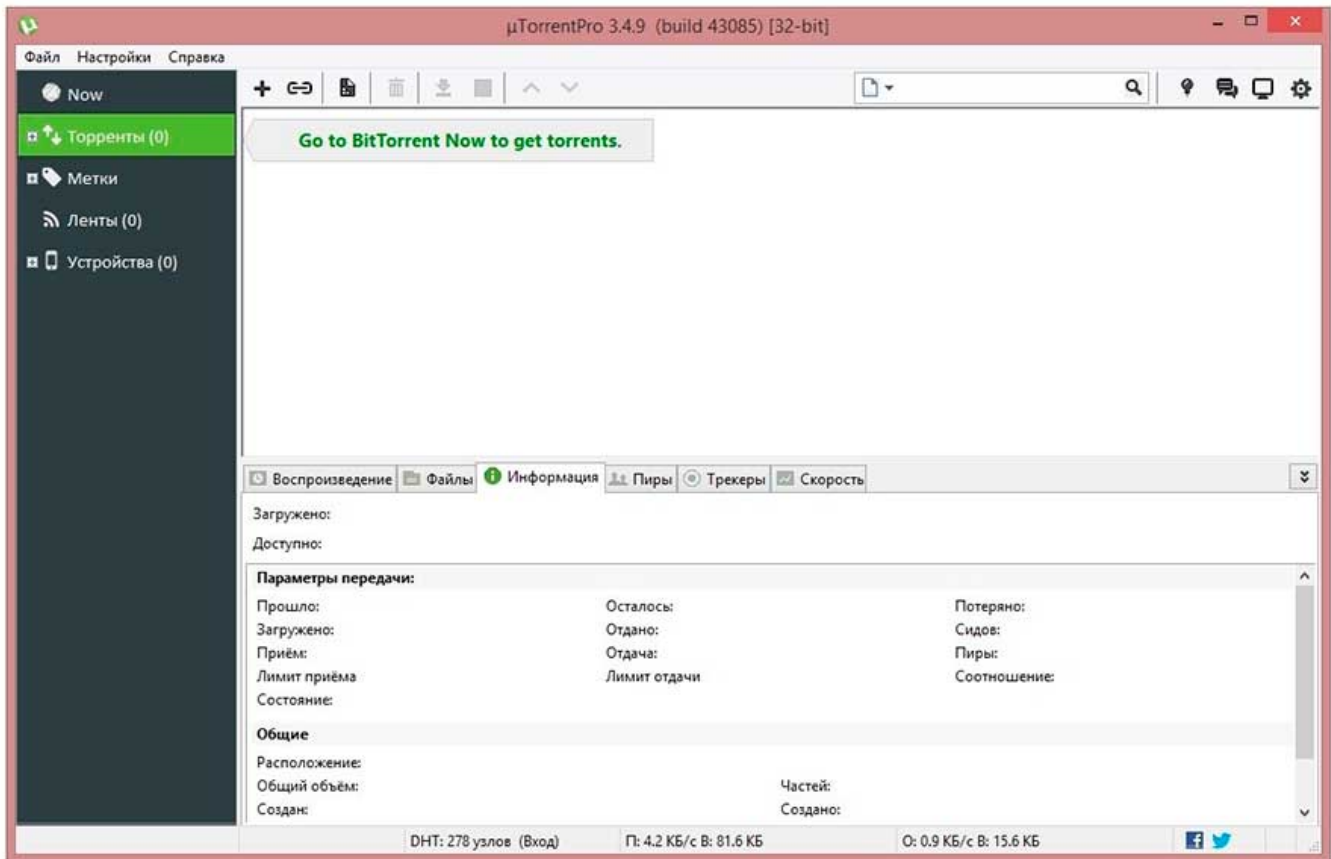 µTorrentPro 3.4.9 (build 43085) [32-bit]
Файл Настройки Справка
Now
Торренты (0)
Go to BitTorrent Now to get torrents.
Метки
Ленты (0)
Устройства (0)
Воспроизведение Файлы Информация Пиры Трекеры Скорость
Загружено:
Доступно:
Параметры передачи:
Прошло: Осталось: Потеряно:
Загружено: Отдано: Сидов:
Приём: Отдача: Пиры:
Лимит приёма Лимит отдачи Соотношение:
Состояние:
Общие
Расположение:
Общий объём: Частей:
Создан: Создано:
DHT: 278 узлов (Вход) П: 4.2 КБ/с В: 81.6 КБ О: 0.9 КБ/с В: 15.6 КБ